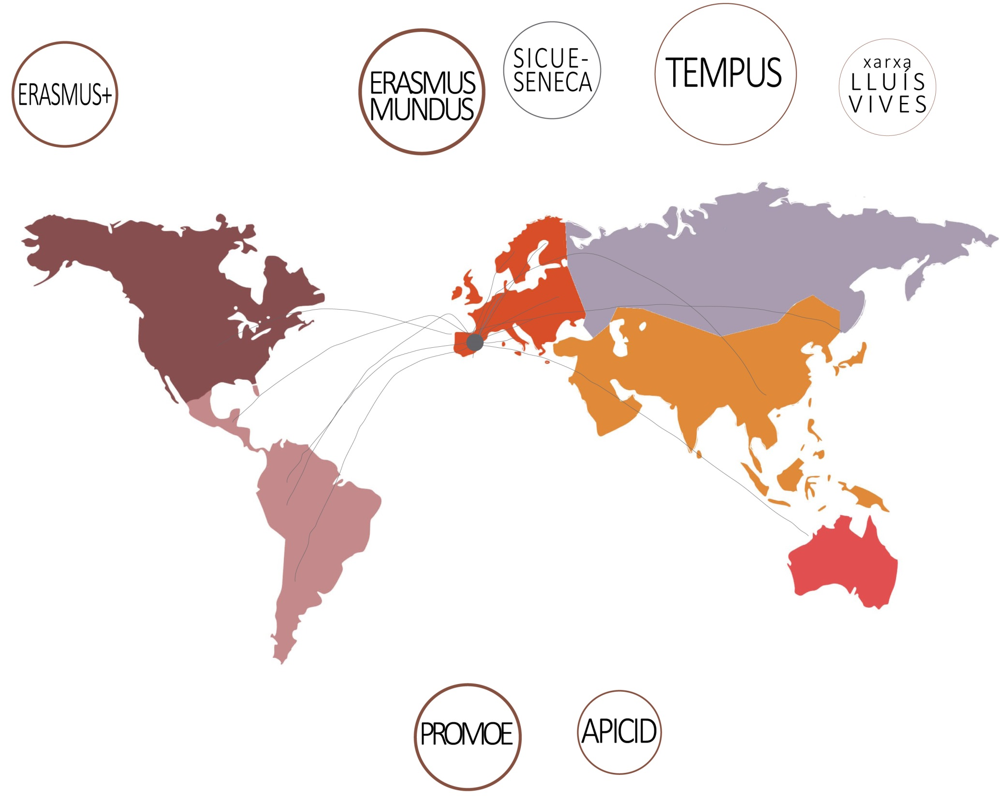 ERASMUS+
ERASMUS
MUNDUS
SICUE-
SENECA
TEMPUS
xarxa
LLUÍS
VIVES
PROMOE
APICID